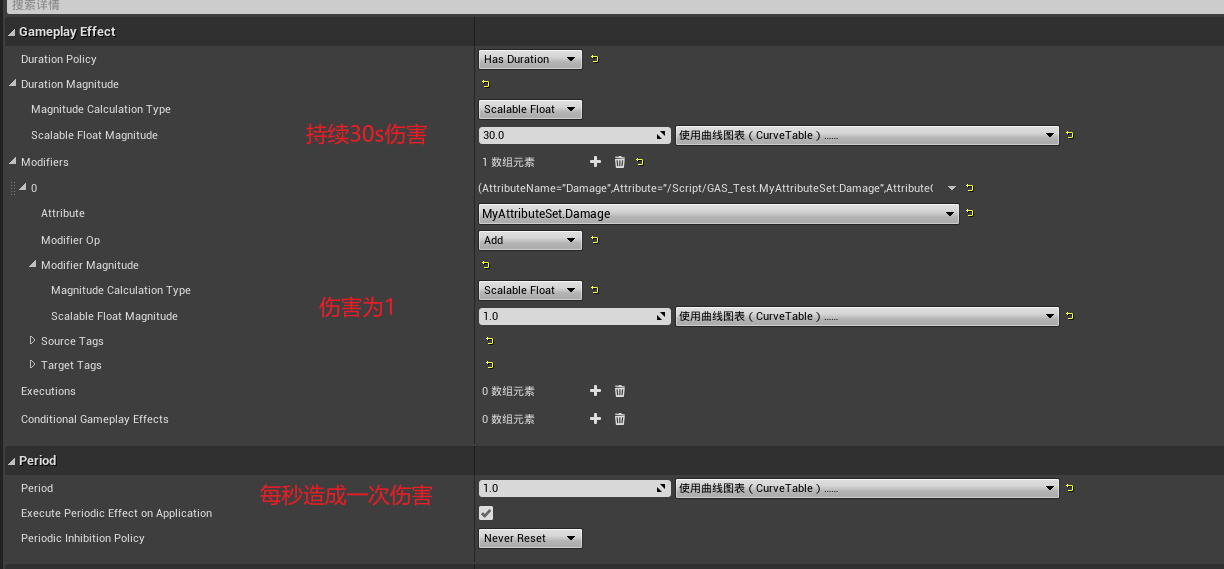 搜索详情
Gameplay Effect
Duration Policy
Has Duration
Duration Magnitude
Magnitude Calculation Type
Scalable Float
Scalable Float Magnitude
持续30s伤害
30.0
使用曲线图表（CurveTable）......
Modifiers
1 数组元素
0
(AttributeName="Damage",Attribute="/Script/GAS_Test.MyAttributeSet:Damage",Attribute
Attribute
MyAttributeSet.Damage
Modifier Op
Add
Modifier Magnitude
Magnitude Calculation Type
Scalable Float
伤害为1
Scalable Float Magnitude
1.0
使用曲线图表（CurveTable）......
Source Tags
Target Tags
Executions
0 数组元素
Conditional Gameplay Effects
0 数组元素
Period
Period
每秒造成一次伤害
1.0
使用曲线图表（CurveTable）......
Execute Periodic Effect on Application
Periodic Inhibition Policy
Never Reset